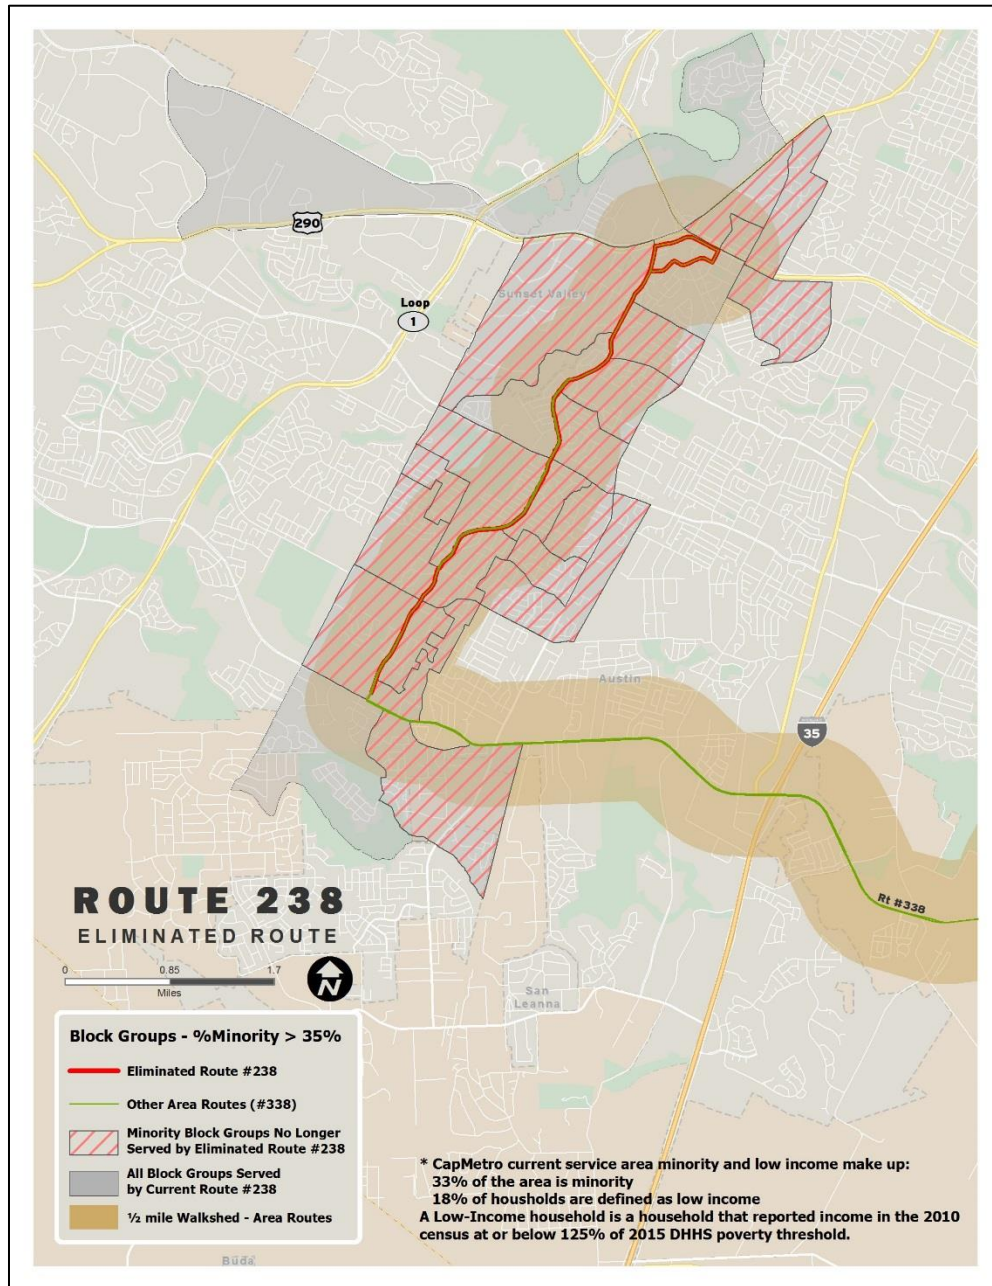 290
Loop
1
Sunset Valley
Austin
35
Rt #338
ROUTE 238
ELIMINATED ROUTE
0 0.85 1.7
Miles
N
San
Leanna
Block Groups - %Minority > 35%
Eliminated Route #238
Other Area Routes (#338)
Minority Block Groups No Longer
Served by Eliminated Route #238
All Block Groups Served
by Current Route #238
½ mile Walkshed - Area Routes
* CapMetro current service area minority and low income make up:
33% of the area is minority
18% of housholds are defined as low income
A Low-Income household is a household that reported income in the 2010
census at or below 125% of 2015 DHHS poverty threshold.
Buda